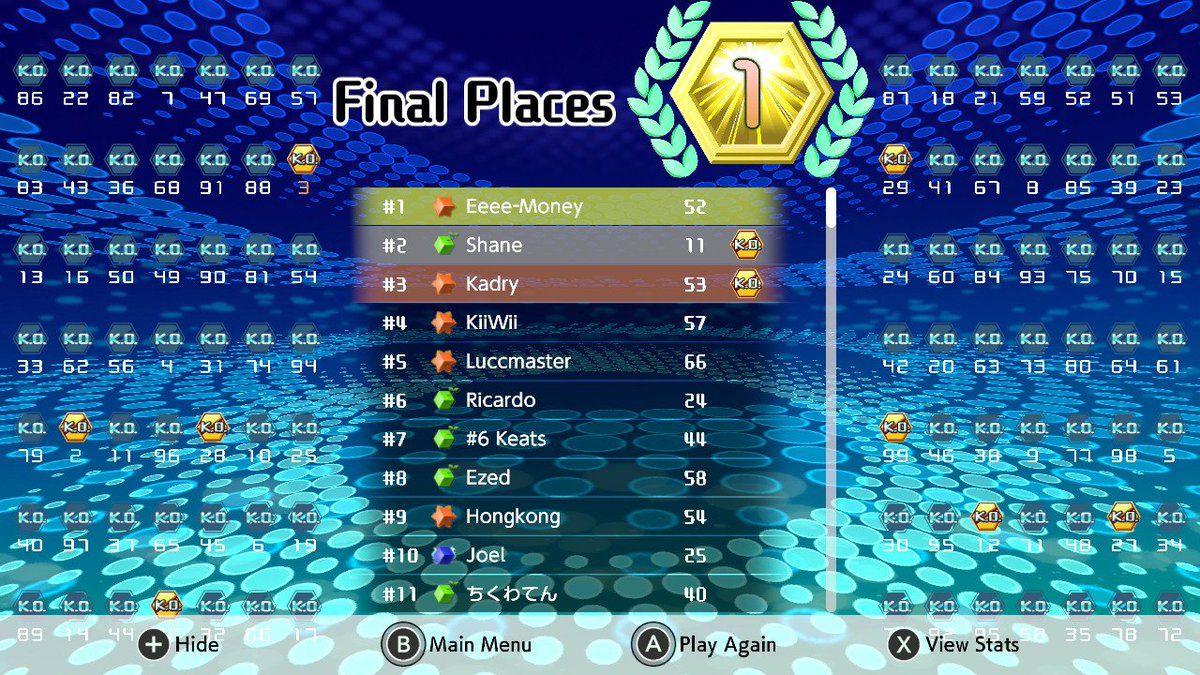 Final Places
1
K.O. K.O. K.O. K.O. K.O. K.O. K.O.
86 22 82 7 47 69 57
K.O. K.O. K.O. K.O. K.O. K.O. K.O.
83 43 36 68 91 88 3
K.O. K.O. K.O. K.O. K.O. K.O. K.O.
13 16 50 49 90 81 54
K.O. K.O. K.O. K.O. K.O. K.O. K.O.
33 62 56 4 31 74 94
K.O. K.O. K.O. K.O. K.O. K.O. K.O.
79 2 11 96 28 10 25
K.O. K.O. K.O. K.O. K.O. K.O. K.O.
40 97 37 65 45 6 19
K.O. K.O. K.O. K.O. K.O. K.O. K.O.
89 14 44 72 66 17
#1 Eeee-Money 52
#2 Shane 11 K.O.
#3 Kadry 53 K.O.
#4 KiiWii 57
#5 Luccmaster 66
#6 Ricardo 24
#7 #6 Keats 44
#8 Ezed 58
#9 Hongkong 54
#10 Joel 25
#11 ちくわてん 40
K.O. K.O. K.O. K.O. K.O. K.O. K.O.
87 18 21 59 52 51 53
K.O. K.O. K.O. K.O. K.O. K.O. K.O.
29 41 67 8 85 39 23
K.O. K.O. K.O. K.O. K.O. K.O. K.O.
24 60 84 93 75 70 15
K.O. K.O. K.O. K.O. K.O. K.O. K.O.
42 20 63 73 80 64 61
K.O. K.O. K.O. K.O. K.O. K.O. K.O.
99 46 38 9 77 98 5
K.O. K.O. K.O. K.O. K.O. K.O. K.O.
30 95 12 11 48 27 34
K.O. K.O. K.O. K.O. K.O. K.O. K.O.
92 35 78 72
+ Hide
B Main Menu
A Play Again
X View Stats